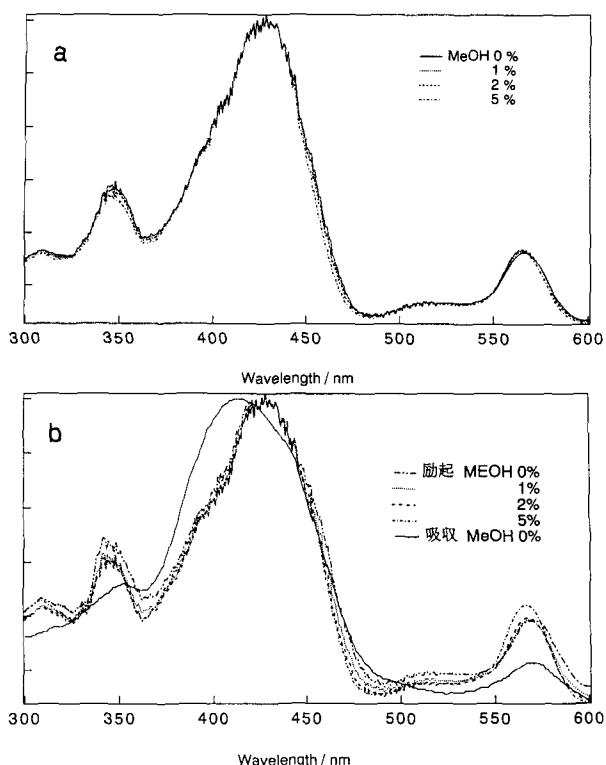 a
MeOH 0 %
1 %
2 %
5 %
300 350 400 450 500 550 600
Wavelength / nm
b
励起 MEOH 0%
1%
2%
5%
吸収 MeOH 0%
300 350 400 450 500 550 600
Wavelength / nm